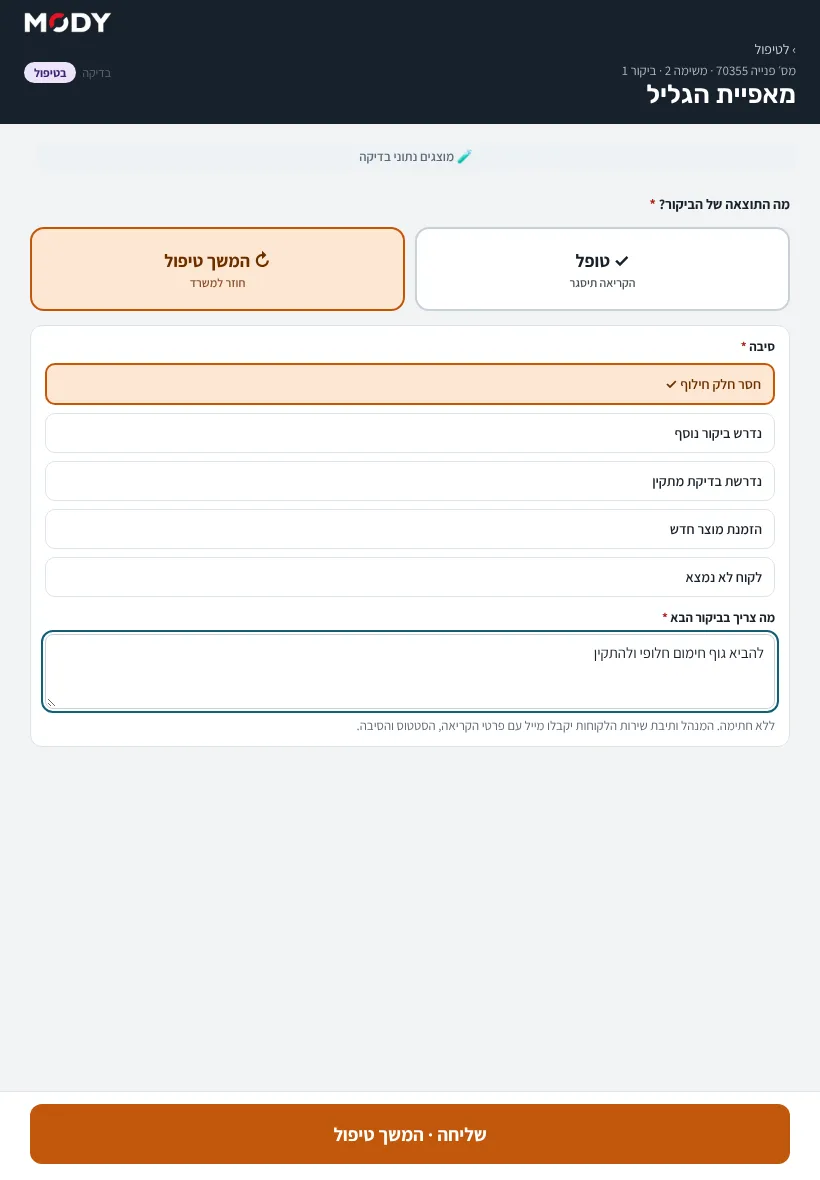 MODY
‹ לטיפול
מס׳ פנייה 70355 · משימה 2 · ביקור 1
בדיקה
בטיפול
מאפיית הגליל
🧪 מוצגים נתוני בדיקה
מה התוצאה של הביקור? *
✓ טופל
הקריאה תיסגר
↻ המשך טיפול
חוזר למשרד
סיבה *
חסר חלק חילוף ✓
נדרש ביקור נוסף
נדרשת בדיקת מתקין
הזמנת מוצר חדש
לקוח לא נמצא
מה צריך בביקור הבא *
להביא גוף חימום חלופי ולהתקין
ללא חתימה. המנהל ותיבת שירות הלקוחות יקבלו מייל עם פרטי הקריאה, הסטטוס והסיבה.
שליחה · המשך טיפול